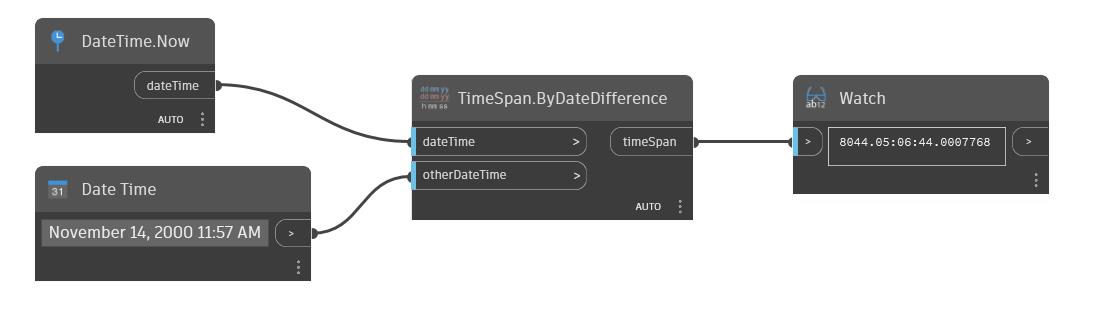 DateTime.Now
dateTime
AUTO
31
Date Time
November 14, 2000 11:57 AM
>
dd mm yy
dd mm yy
h mm ss
TimeSpan.ByDateDifference
dateTime >
timeSpan
otherDateTime >
AUTO
ab12
Watch
>
8044.05:06:44.0007768
>